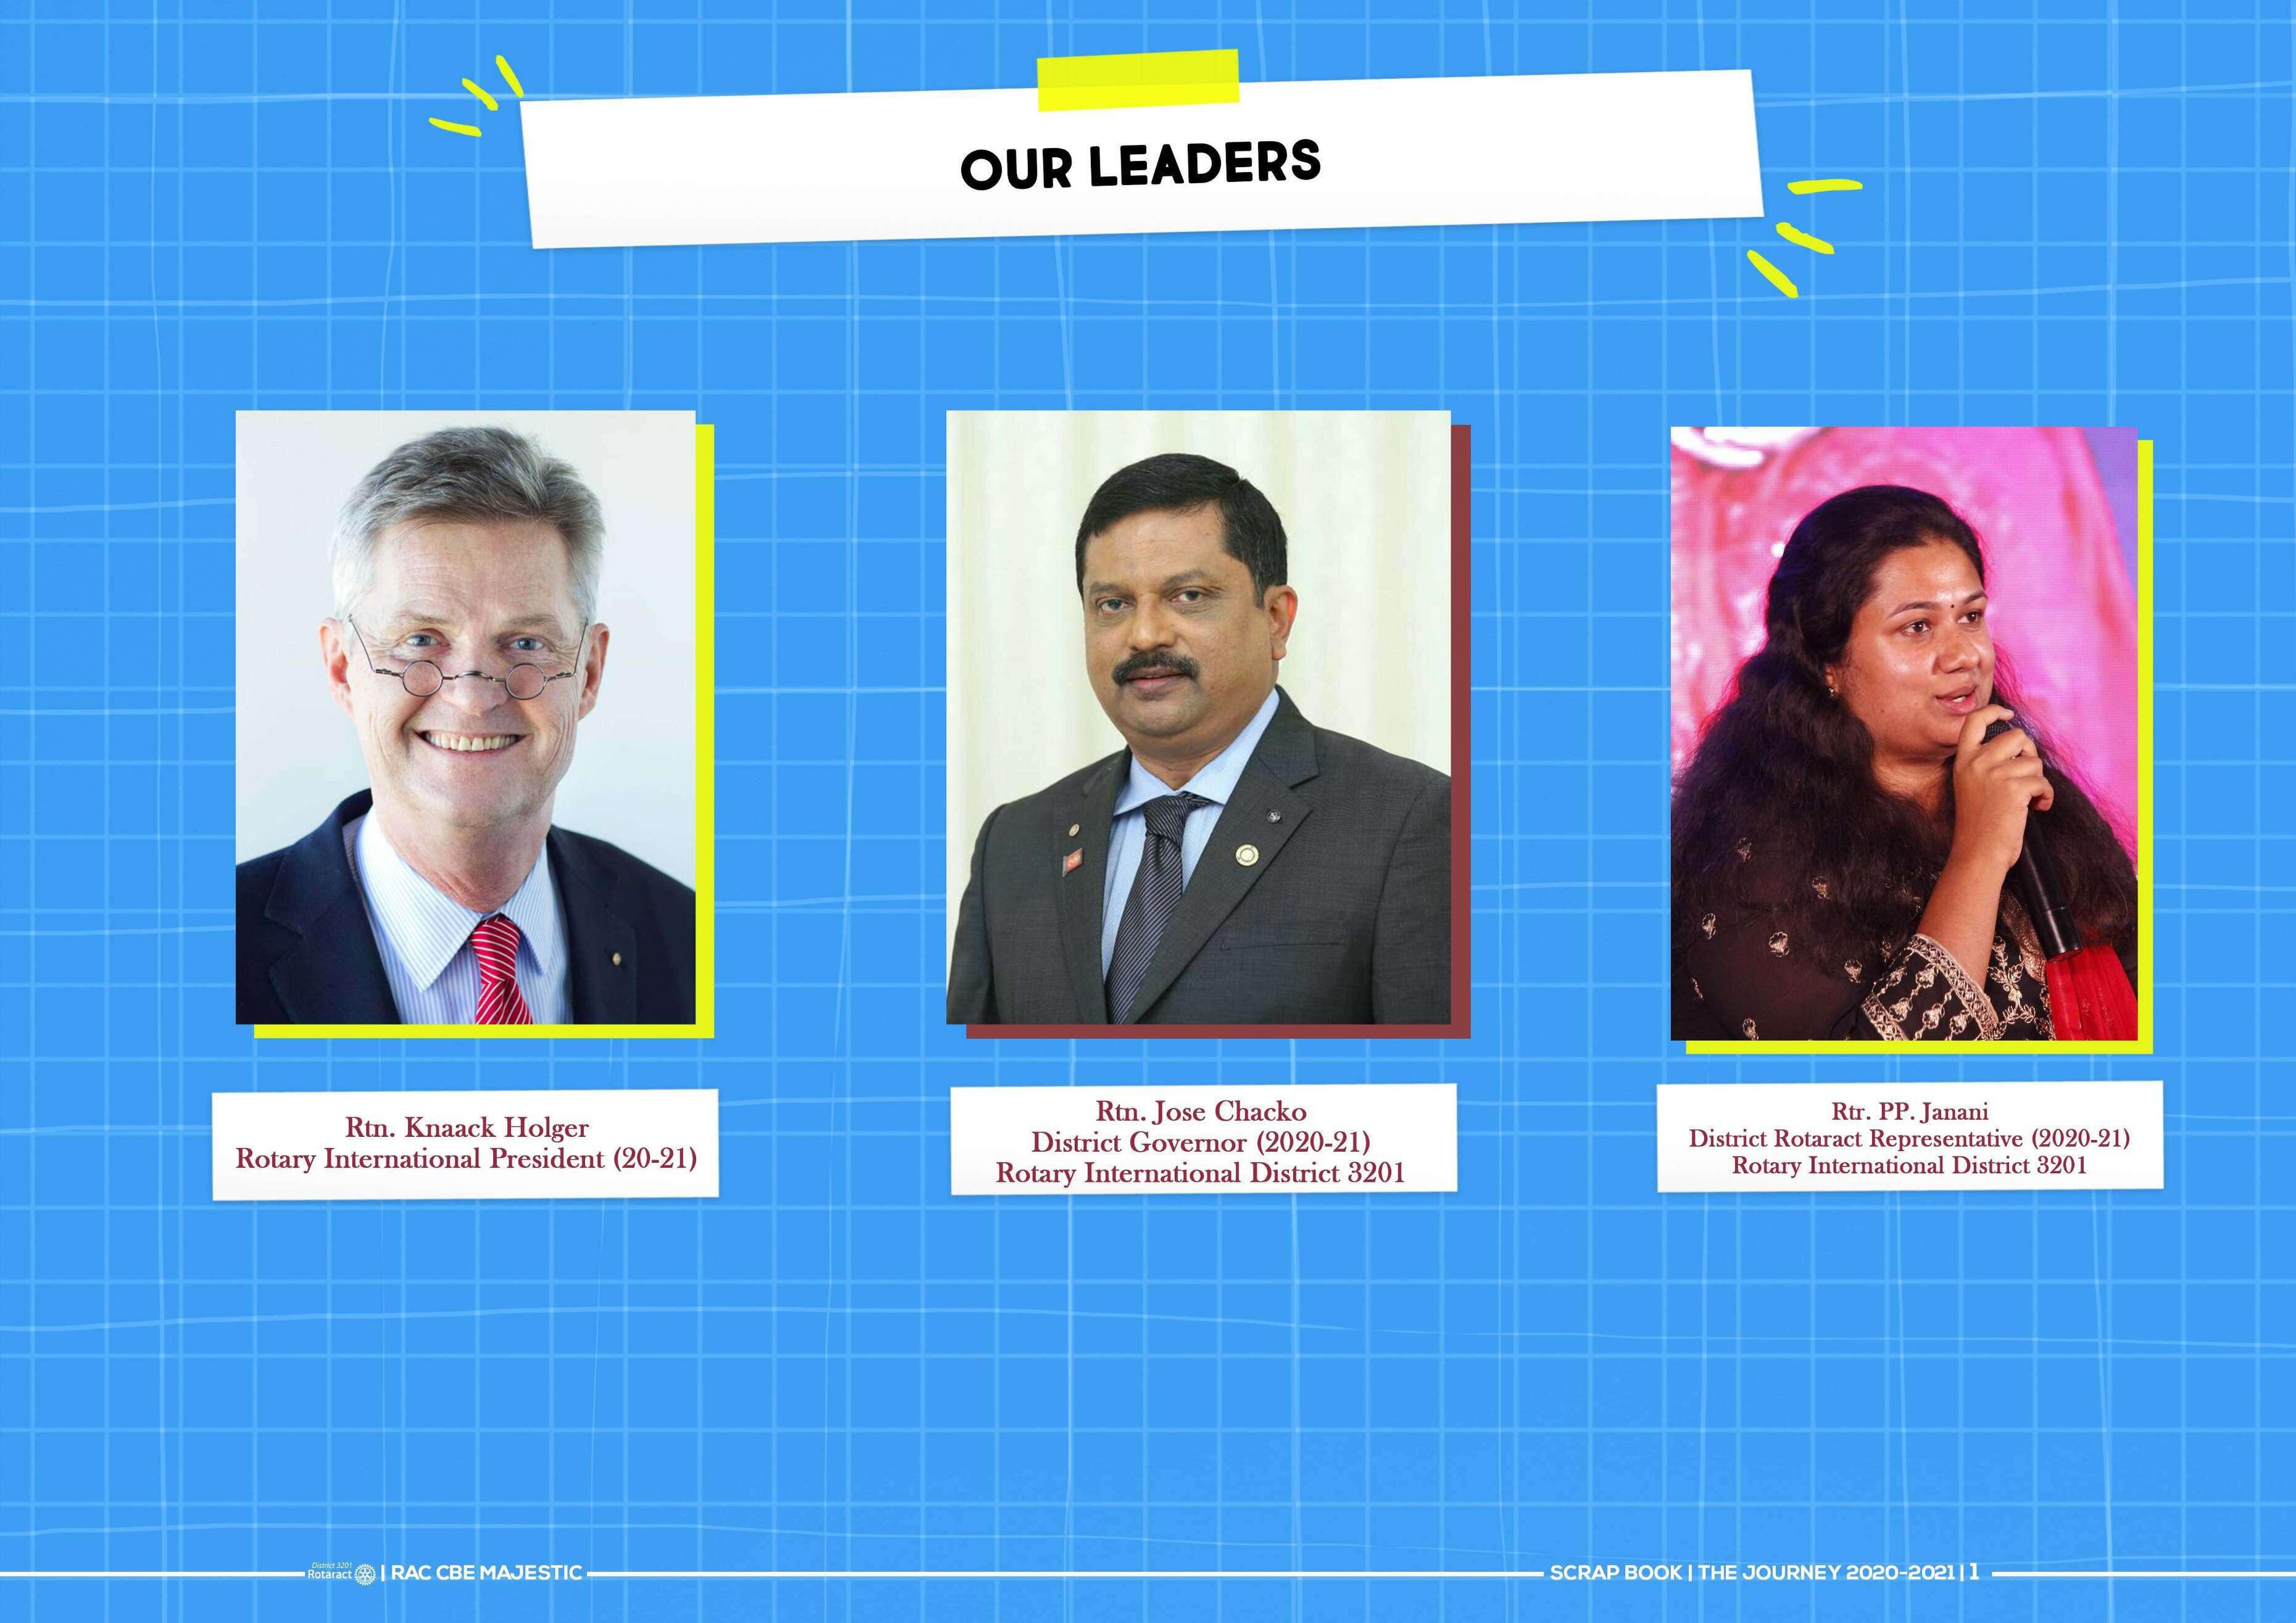 OUR LEADERS
Rtn. Knaack Holger
Rotary International President (20-21)
Rtn. Jose Chacko
District Governor (2020-21)
Rotary International District 3201
Rtr. PP. Janani
District Rotaract Representative (2020-21)
Rotary International District 3201
District 3201
Rotaract | RAC CBE MAJESTIC
SCRAP BOOK | THE JOURNEY 2020-2021 | 1